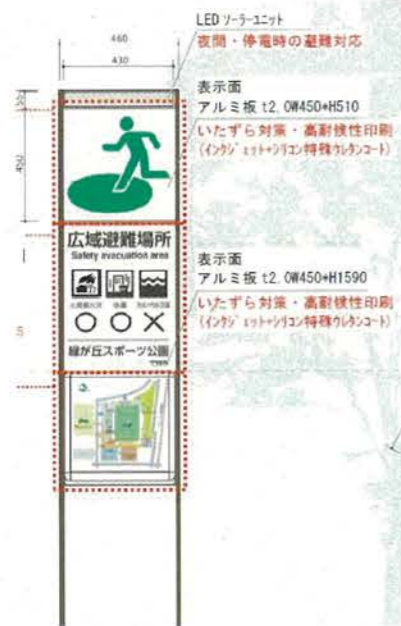 LED ソーラーユニット
夜間・停電時の避難対応
460
430
表示面
アルミ板 t2.0W450*H510
いたずら対策・高耐候性印刷
(インクジェット+シリコン特殊ウレタンコート)
450
広域避難場所
Safety evacuation area
表示面
アルミ板 t2.0W450*H1590
いたずら対策・高耐候性印刷
(インクジェット+シリコン特殊ウレタンコート)
緑が丘スポーツ公園